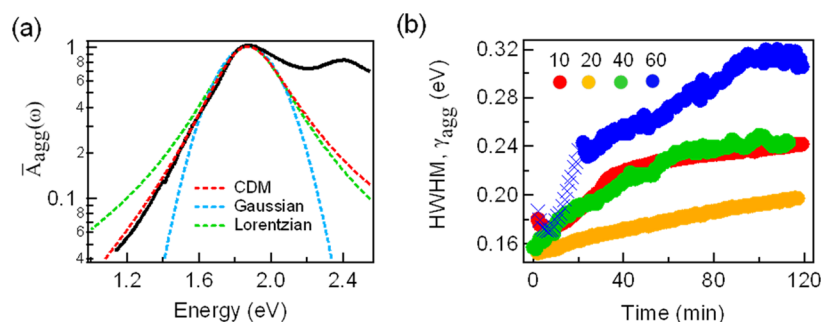 (a)
1
8
6
4
2
0.1
8
6
4
A̅agg(ω)
CDM
Gaussian
Lorentzian
1.2 1.6 2.0 2.4
Energy (eV)
(b)
0.32
0.28
0.24
0.20
0.16
HWHM, γagg (eV)
10 20 40 60
0 40 80 120
Time (min)